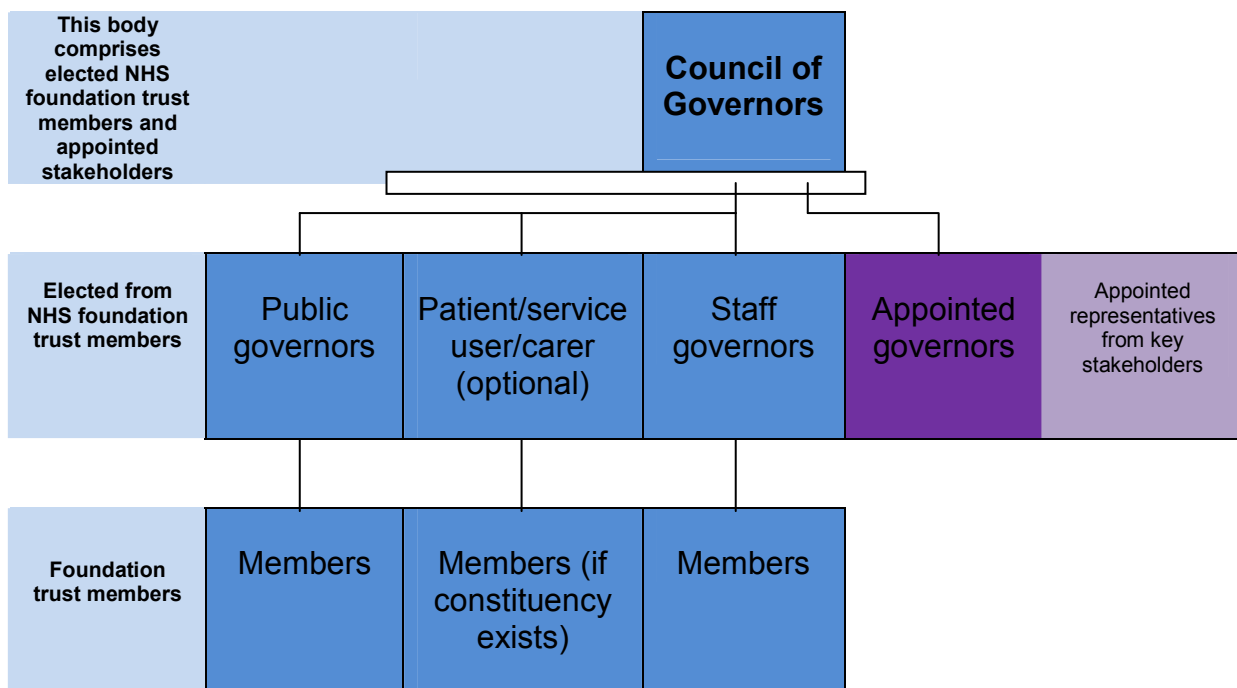 This body
comprises
elected NHS
foundation trust
members and
appointed
stakeholders
Council of
Governors
Elected from
NHS foundation
trust members
Public
governors
Patient/service
user/carer
(optional)
Staff
governors
Appointed
governors
Appointed
representatives
from key
stakeholders
Foundation
trust members
Members
Members (if
constituency
exists)
Members